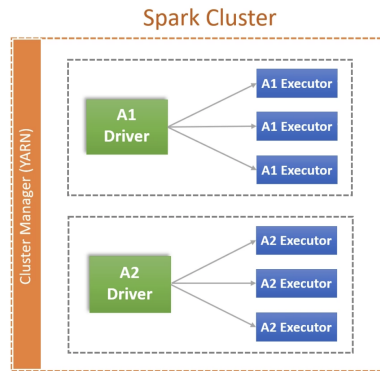 Spark Cluster
Cluster Manager (YARN)
A1
Driver
A1 Executor
A1 Executor
A1 Executor
A2
Driver
A2 Executor
A2 Executor
A2 Executor